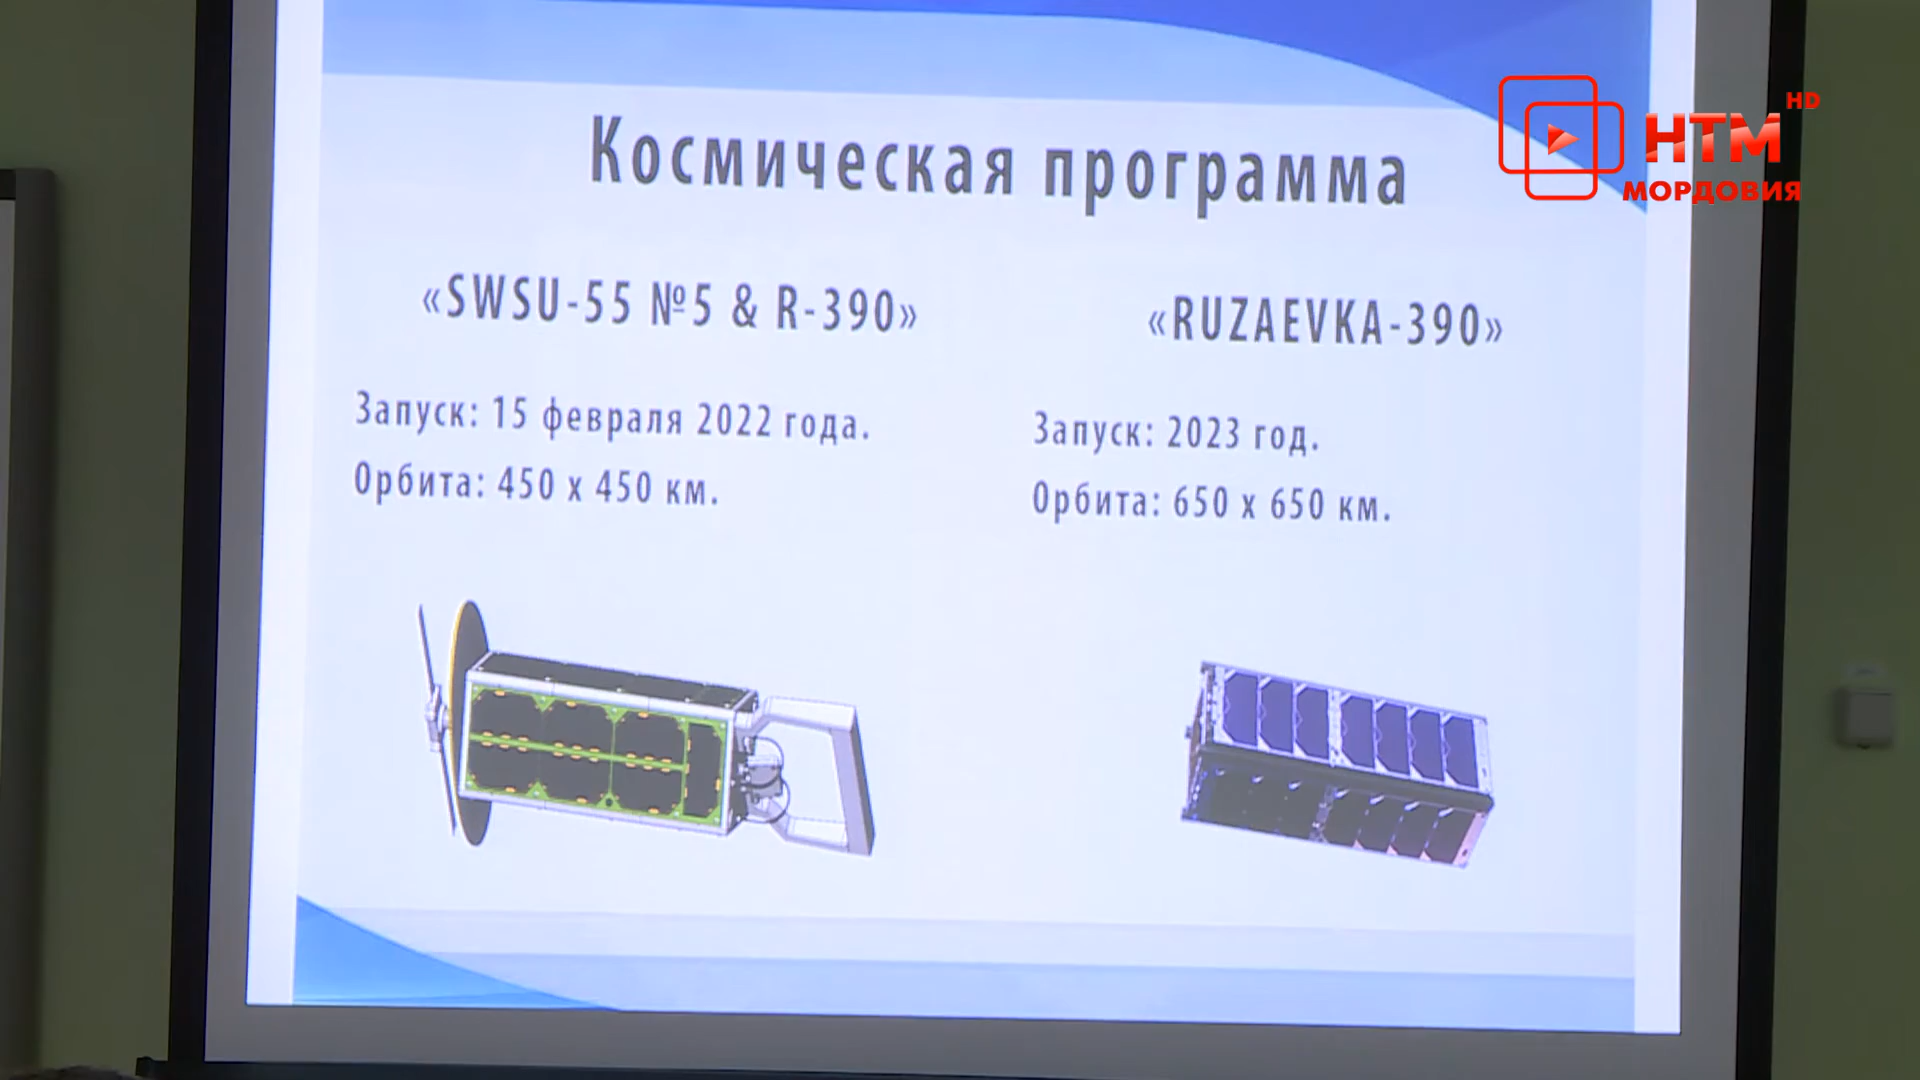 Космическая программа
HD
НТМ
МОРДОВИЯ
«SWSU-55 №5 & R-390»
Запуск: 15 февраля 2022 года.
Орбита: 450 х 450 км.
«RUZAEVKA-390»
Запуск: 2023 год.
Орбита: 650 х 650 км.